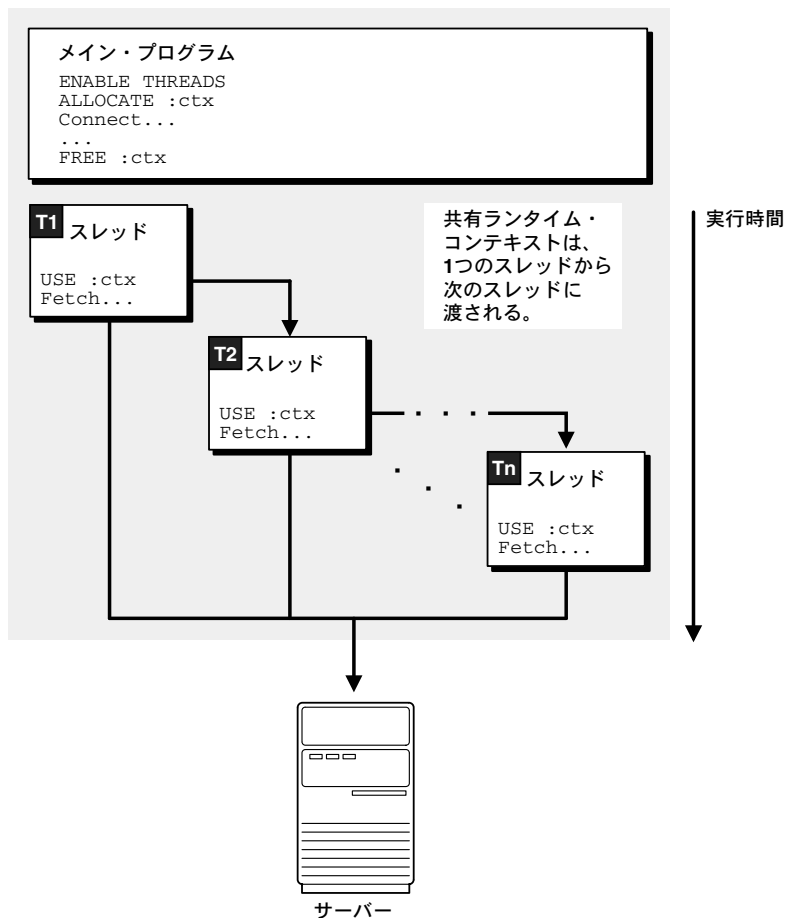 メイン・プログラム
ENABLE THREADS
ALLOCATE :ctx
Connect...
...
FREE :ctx
T1 スレッド
USE :ctx
Fetch...
共有ランタイム・
コンテキストは、
1つのスレッドから
次のスレッドに
渡される。
実行時間
T2 スレッド
USE :ctx
Fetch...
Tn スレッド
USE :ctx
Fetch...
サーバー